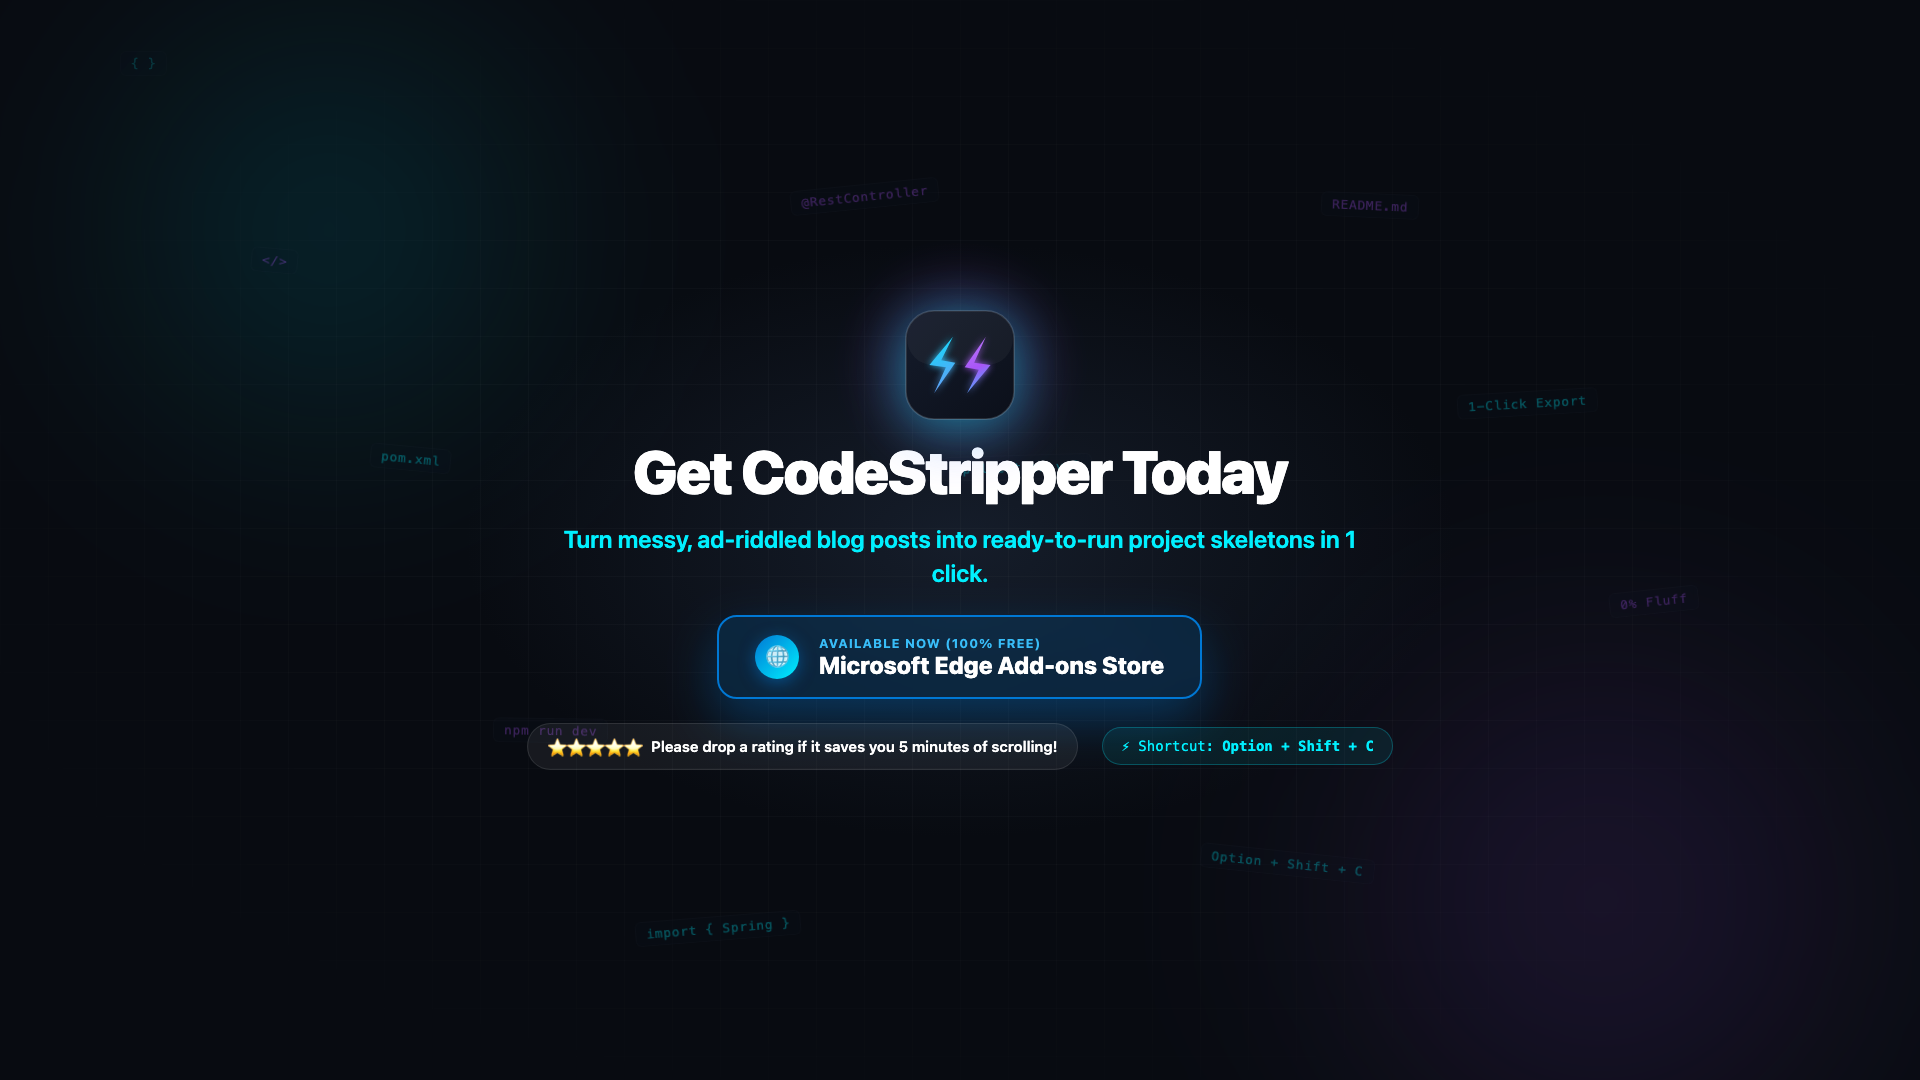 { }
@RestController
README.md
</>
1-Click Export
pom.xml
Get CodeStripper Today
Turn messy, ad-riddled blog posts into ready-to-run project skeletons in 1
click.
0% Fluff
AVAILABLE NOW (100% FREE)
Microsoft Edge Add-ons Store
npm run dev
⭐⭐⭐⭐⭐ Please drop a rating if it saves you 5 minutes of scrolling!
⚡ Shortcut: Option + Shift + C
Option + Shift + C
import { Spring }